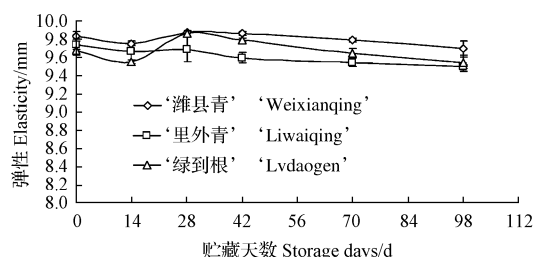 弹性 Elasticity/mm
10.0
9.8
9.6
9.4
9.2
9.0
8.8
8.6
8.4
8.2
8.0
‘潍县青’ ‘Weixianqing’
‘里外青’ ‘Liwaiqing’
‘绿到根’ ‘Lvdaogen’
0 14 28 42 56 70 84 98 112
贮藏天数 Storage days/d